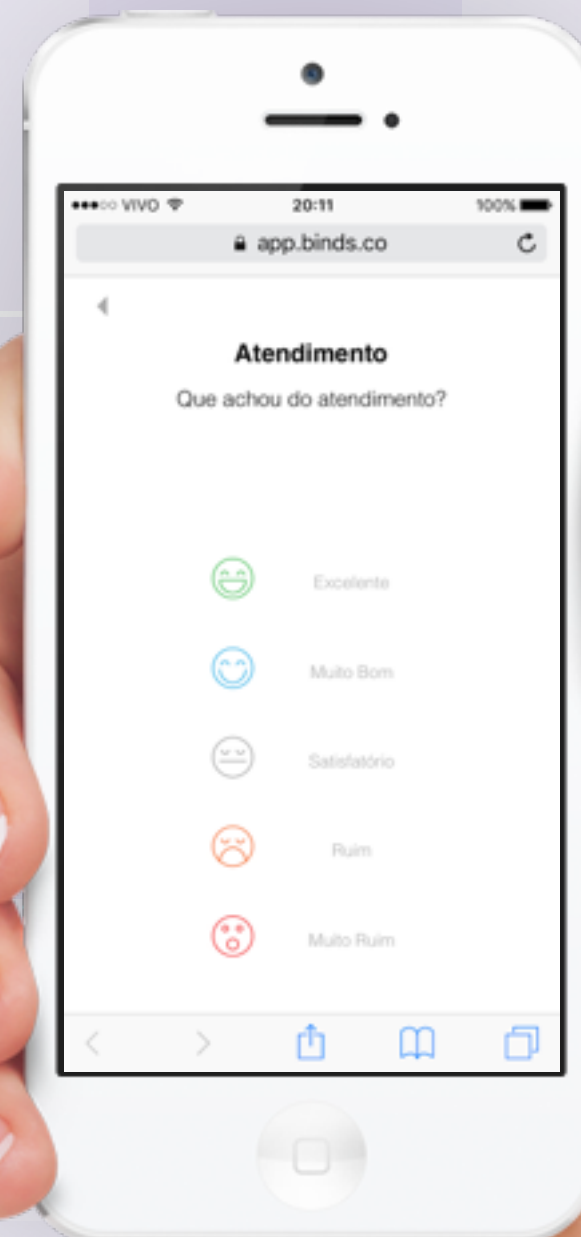 VIVO 20:11 100%
app.binds.co
Atendimento
Que achou do atendimento?
Excelente
Muito Bom
Satisfatório
Ruim
Muito Ruim